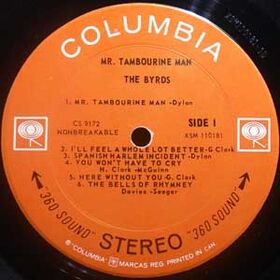 COLUMBIA
MR. TAMBOURINE MAN
THE BYRDS
1. MR. TAMBOURINE MAN -Dylan
CS 9172
NONBREAKABLE
SIDE 1
XSM 110181
2. I'LL FEEL A WHOLE LOT BETTER-G. Clark
3. SPANISH HARLEM INCIDENT -Dylan
4. YOU WON'T HAVE TO CRY
G. Clark -McGuinn
5. HERE WITHOUT YOU -G. Clark
6. THE BELLS OF RHYMNEY
Davies -Seeger
"360 SOUND" STEREO "360 SOUND"
® "COLUMBIA", MARCAS REG. PRINTED IN CAN.